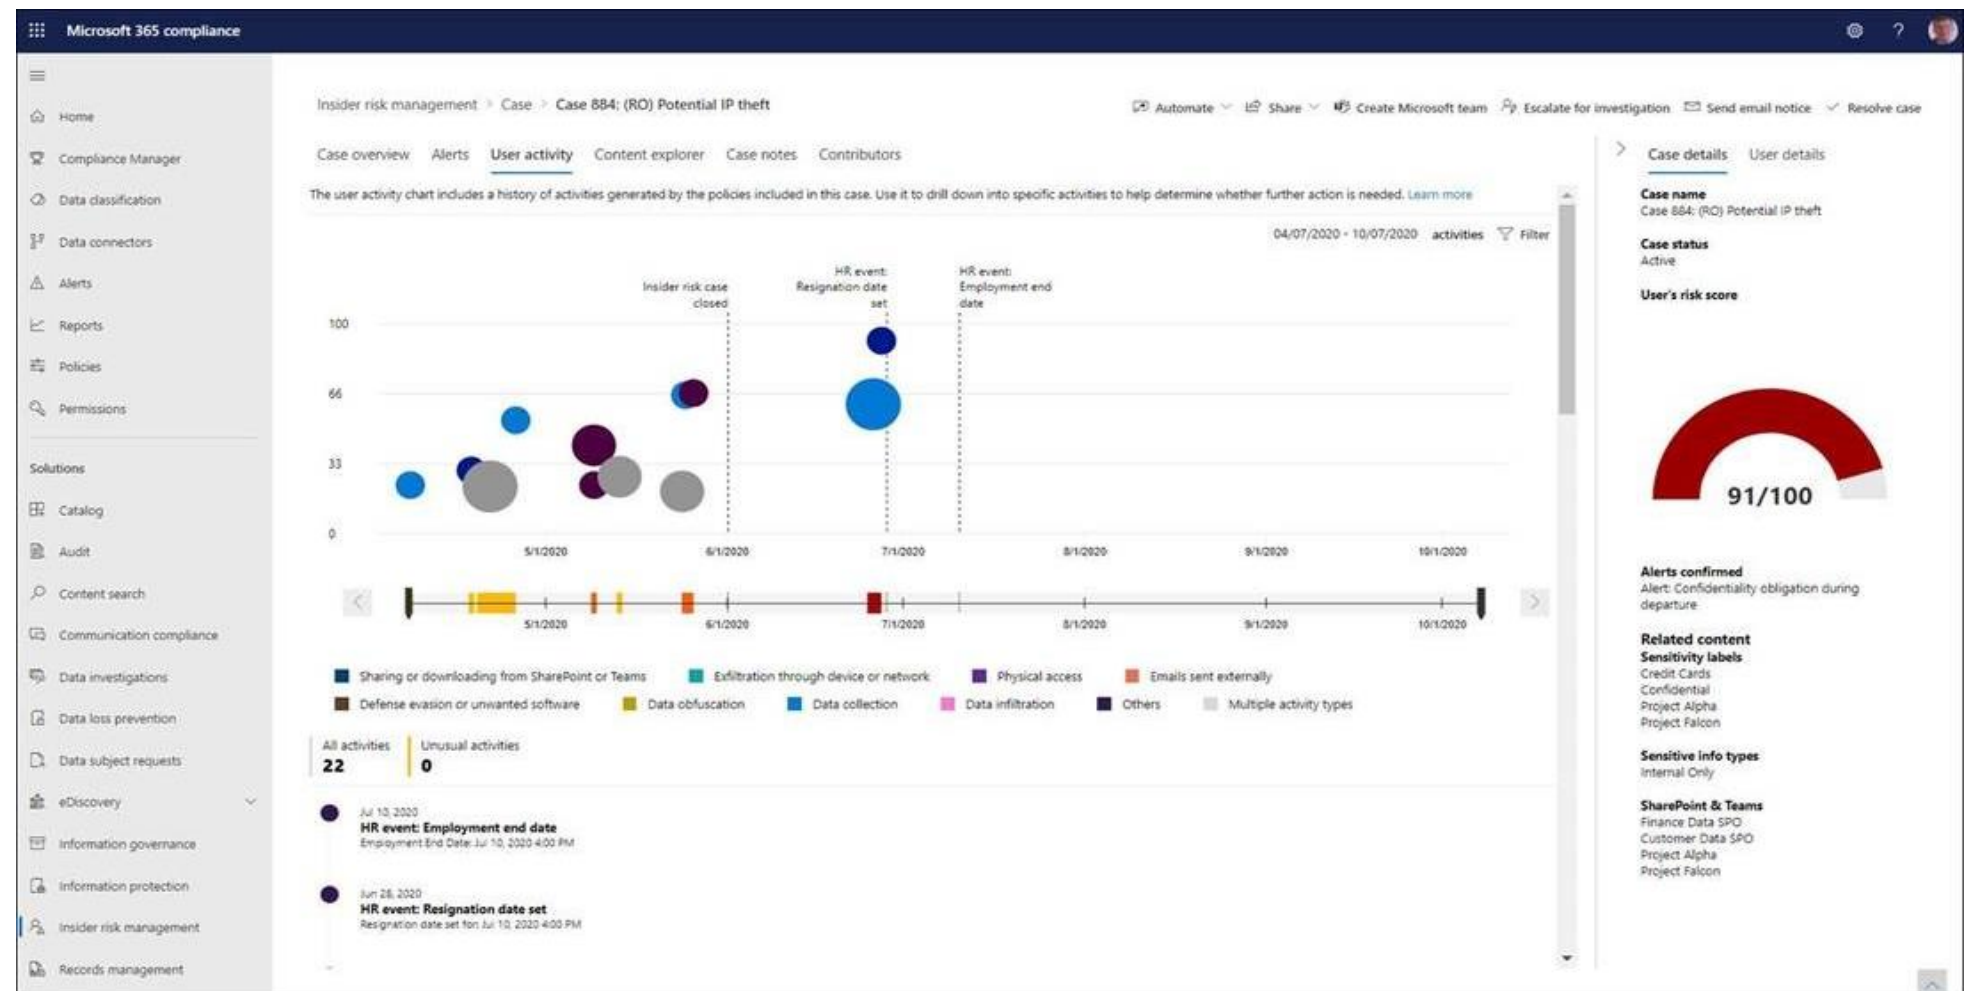 Microsoft 365 compliance
?
Home
Compliance Manager
Data classification
Data connectors
Alerts
Reports
Policies
Permissions
Solutions
Catalog
Audit
Content search
Communication compliance
Data investigations
Data loss prevention
Data subject requests
eDiscovery
Information governance
Information protection
Insider risk management
Records management
Insider risk management > Case > Case 884: (RO) Potential IP theft
Automate Share Create Microsoft team Escalate for investigation Send email notice Resolve case
Case overview Alerts User activity Content explorer Case notes Contributors
The user activity chart includes a history of activities generated by the policies included in this case. Use it to drill down into specific activities to help determine whether further action is needed. Learn more
04/07/2020 - 10/07/2020 activities Filter
Insider risk case
closed
HR event:
Resignation date
set
HR event:
Employment end
date
100
66
33
0
5/1/2020 6/1/2020 7/1/2020 8/1/2020 9/1/2020 10/1/2020
5/1/2020 6/1/2020 7/1/2020 8/1/2020 9/1/2020 10/1/2020
Sharing or downloading from SharePoint or Teams Exfiltration through device or network Physical access Emails sent externally
Defense evasion or unwanted software Data obfuscation Data collection Data infiltration Others Multiple activity types
All activities Unusual activities
22 0
Jul 10, 2020
HR event: Employment end date
Employment End Date: Jul 10, 2020 4:00 PM
Jun 28, 2020
HR event: Resignation date set
Resignation date set for: Jul 10, 2020 4:00 PM
Case details User details
Case name
Case 884: (RO) Potential IP theft
Case status
Active
User's risk score
91/100
Alerts confirmed
Alert: Confidentiality obligation during
departure
Related content
Sensitivity labels
Credit Cards
Confidential
Project Alpha
Project Falcon
Sensitive info types
Internal Only
SharePoint & Teams
Finance Data SPO
Customer Data SPO
Project Alpha
Project Falcon